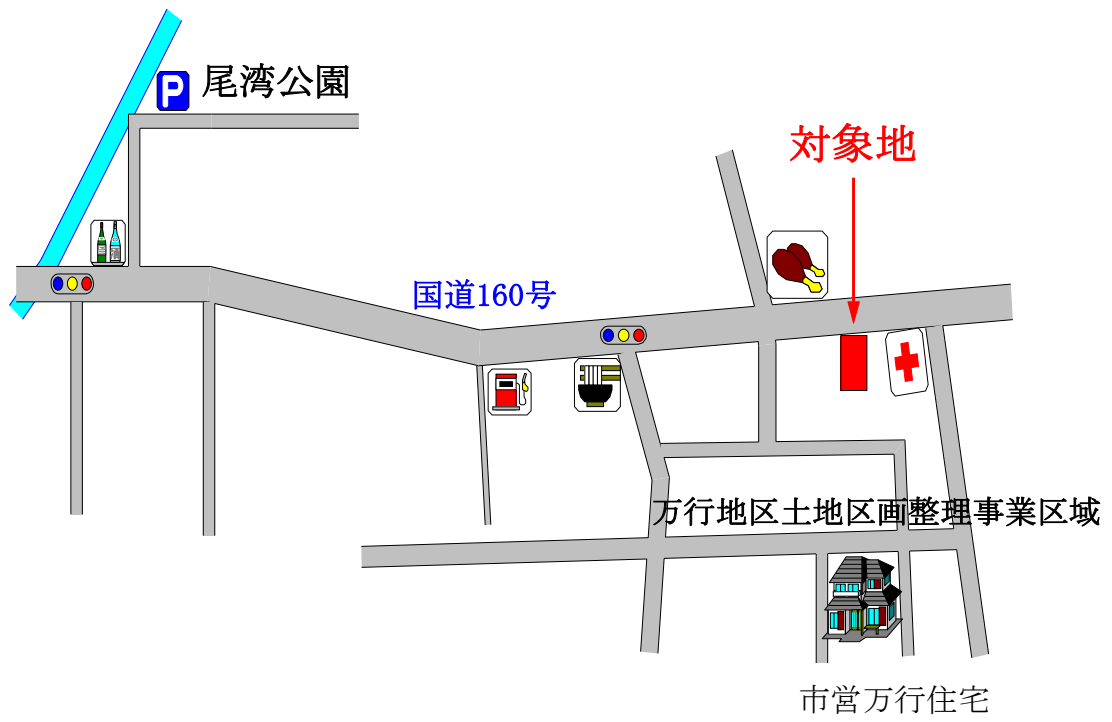 P
尾湾公園
対象地
国道160号
万行地区土地区画整理事業区域
市営万行住宅